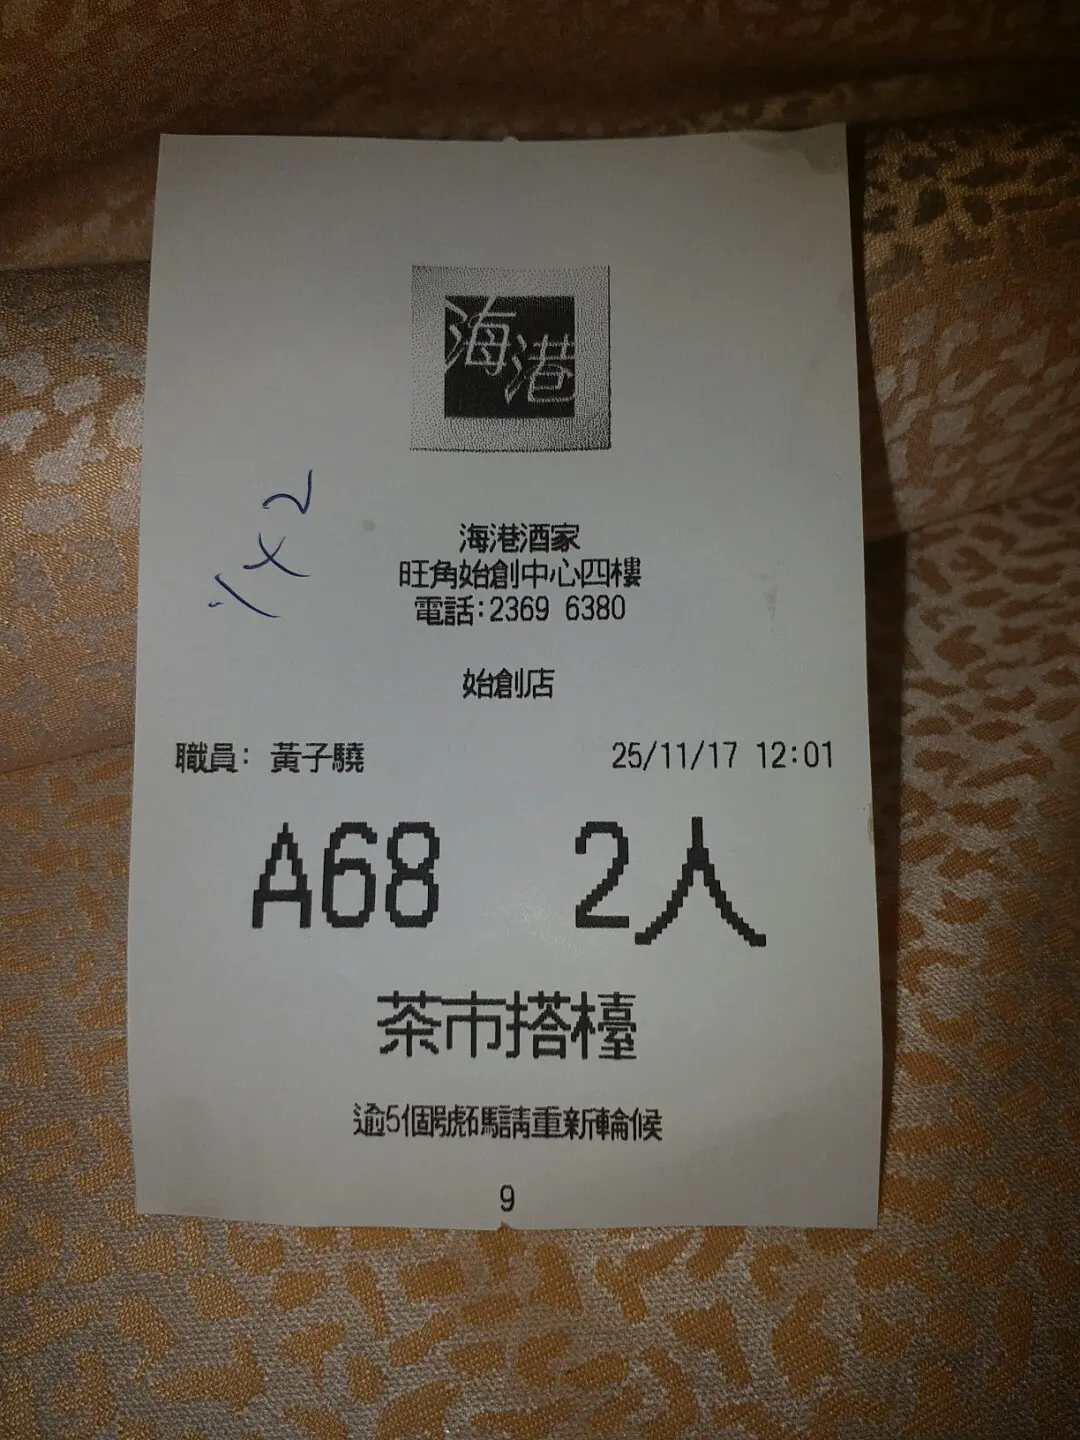 海港
海港酒家
旺角始創中心四樓
電話:2369 6380
始創店
職員: 黃子驍 25/11/17 12:01
A68 2人
茶市搭檯
逾5個號碼請重新輪候
9